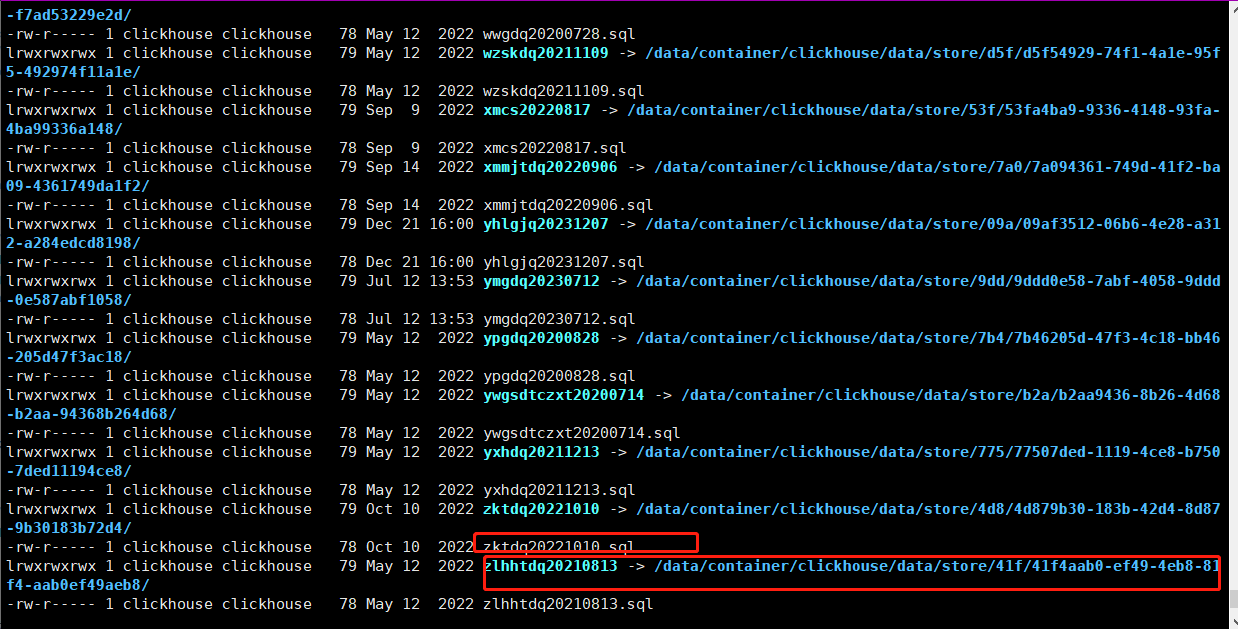 -f7ad53229e2d/
-rw-r----- 1 clickhouse clickhouse   78 May 12  2022 wwgdq20200728.sql
lrwxrwxrwx 1 clickhouse clickhouse   79 May 12  2022 wzskdq20211109 -> /data/container/clickhouse/data/store/d5f/d5f54929-74f1-4a1e-95f
5-492974f11a1e/
-rw-r----- 1 clickhouse clickhouse   78 May 12  2022 wzskdq20211109.sql
lrwxrwxrwx 1 clickhouse clickhouse   79 Sep  9  2022 xmcs20220817 -> /data/container/clickhouse/data/store/53f/53fa4ba9-9336-4148-93fa-
4ba99336a148/
-rw-r----- 1 clickhouse clickhouse   78 Sep  9  2022 xmcs20220817.sql
lrwxrwxrwx 1 clickhouse clickhouse   79 Sep 14  2022 xmmjtdq20220906 -> /data/container/clickhouse/data/store/7a0/7a094361-749d-41f2-ba
09-4361749da1f2/
-rw-r----- 1 clickhouse clickhouse   78 Sep 14  2022 xmmjtdq20220906.sql
lrwxrwxrwx 1 clickhouse clickhouse   79 Dec 21 16:00 yhlgjq20231207 -> /data/container/clickhouse/data/store/09a/09af3512-06b6-4e28-a31
2-a284edcd8198/
-rw-r----- 1 clickhouse clickhouse   78 Dec 21 16:00 yhlgjq20231207.sql
lrwxrwxrwx 1 clickhouse clickhouse   79 Jul 12 13:53 ymgdq20230712 -> /data/container/clickhouse/data/store/9dd/9ddd0e58-7abf-4058-9ddd
-0e587abf1058/
-rw-r----- 1 clickhouse clickhouse   78 Jul 12 13:53 ymgdq20230712.sql
lrwxrwxrwx 1 clickhouse clickhouse   79 May 12  2022 ypgdq20200828 -> /data/container/clickhouse/data/store/7b4/7b46205d-47f3-4c18-bb46
-205d47f3ac18/
-rw-r----- 1 clickhouse clickhouse   78 May 12  2022 ypgdq20200828.sql
lrwxrwxrwx 1 clickhouse clickhouse   79 May 12  2022 ywgsdtczxt20200714 -> /data/container/clickhouse/data/store/b2a/b2aa9436-8b26-4d68
-b2aa-94368b264d68/
-rw-r----- 1 clickhouse clickhouse   78 May 12  2022 ywgsdtczxt20200714.sql
lrwxrwxrwx 1 clickhouse clickhouse   79 May 12  2022 yxhdq20211213 -> /data/container/clickhouse/data/store/775/77507ded-1119-4ce8-b750
-7ded11194ce8/
-rw-r----- 1 clickhouse clickhouse   78 May 12  2022 yxhdq20211213.sql
lrwxrwxrwx 1 clickhouse clickhouse   79 Oct 10  2022 zktdq20221010 -> /data/container/clickhouse/data/store/4d8/4d879b30-183b-42d4-8d87
-9b30183b72d4/
-rw-r----- 1 clickhouse clickhouse   78 Oct 10  2022 zktdq20221010.sql
lrwxrwxrwx 1 clickhouse clickhouse   79 May 12  2022 zlhhtdq20210813 -> /data/container/clickhouse/data/store/41f/41f4aab0-ef49-4eb8-81
f4-aab0ef49aeb8/
-rw-r----- 1 clickhouse clickhouse   78 May 12  2022 zlhhtdq20210813.sql